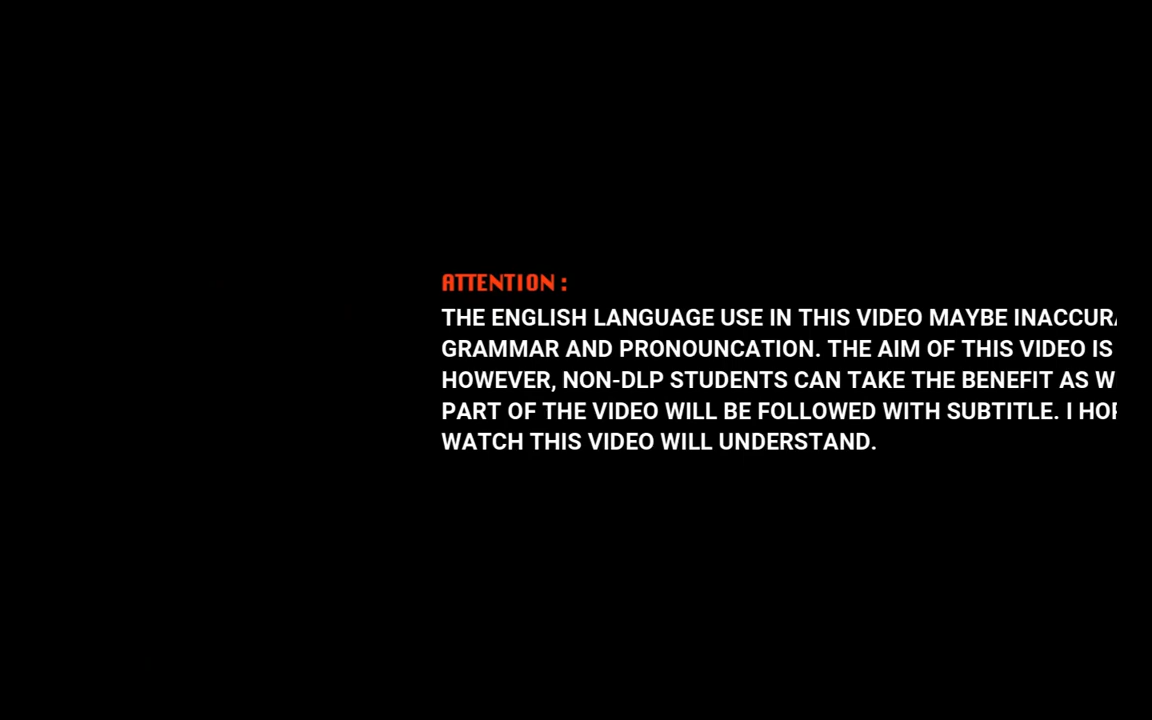 ATTENTION :
THE ENGLISH LANGUAGE USE IN THIS VIDEO MAYBE
GRAMMAR AND PRONOUNCATION. THE AIM OF THIS VIDEO IS
HOWEVER, NON-DLP STUDENTS CAN TAKE THE BENEFIT AS
PART OF THE VIDEO WILL BE FOLLOWED WITH SUBTITLE. I
WATCH THIS VIDEO WILL UNDERSTAND.